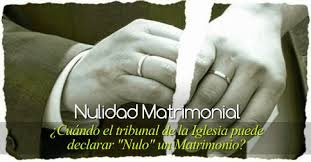 Nulidad Matrimonial
¿Cuándo el tribunal de la Iglesia puede
declarar "Nulo" un Matrimonio?